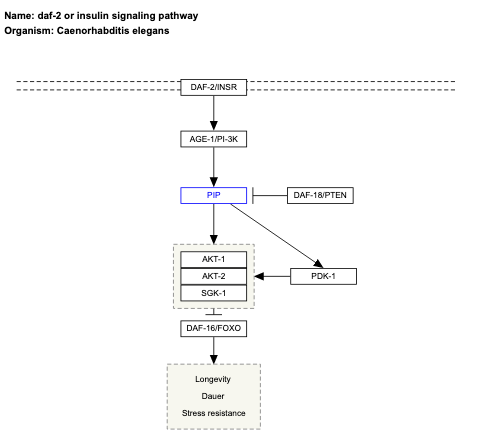 Name: daf-2 or insulin signaling pathway
Organism: Caenorhabditis elegans
DAF-2/INSR
AGE-1/PI-3K
PIP
DAF-18/PTEN
AKT-1
AKT-2
PDK-1
SGK-1
DAF-16/FOXO
Longevity
Dauer
Stress resistance